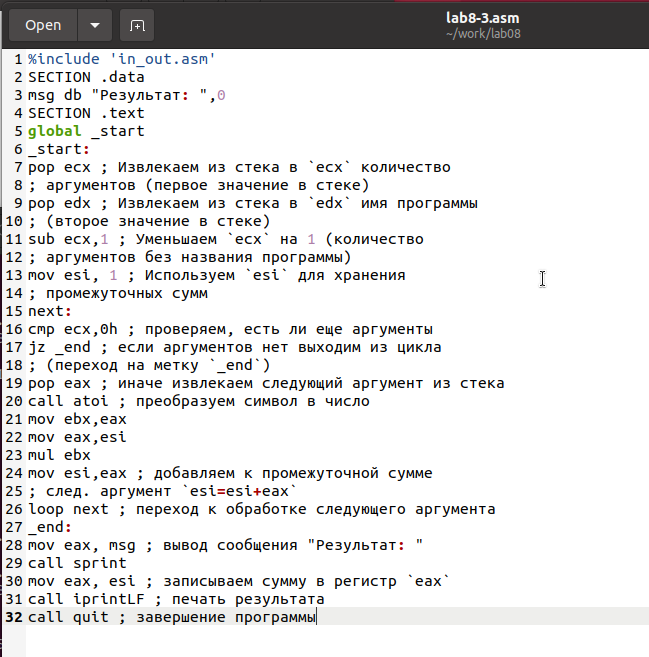 Open
lab8-3.asm
~/work/lab08
1 %include 'in_out.asm'
2 SECTION .data
3 msg db "Результат: ",0
4 SECTION .text
5 global _start
6 _start:
7 pop ecx ; Извлекаем из стека в `ecx` количество
8 ; аргументов (первое значение в стеке)
9 pop edx ; Извлекаем из стека в `edx` имя программы
10 ; (второе значение в стеке)
11 sub ecx,1 ; Уменьшаем `ecx` на 1 (количество
12 ; аргументов без названия программы)
13 mov esi, 1 ; Используем `esi` для хранения
14 ; промежуточных сумм
15 next:
16 cmp ecx,0h ; проверяем, есть ли еще аргументы
17 jz _end ; если аргументов нет выходим из цикла
18 ; (переход на метку `_end`)
19 pop eax ; иначе извлекаем следующий аргумент из стека
20 call atoi ; преобразуем символ в число
21 mov ebx,eax
22 mov eax,esi
23 mul ebx
24 mov esi,eax ; добавляем к промежуточной сумме
25 ; след. аргумент `esi=esi+eax`
26 loop next ; переход к обработке следующего аргумента
27 _end:
28 mov eax, msg ; вывод сообщения "Результат: "
29 call sprint
30 mov eax, esi ; записываем сумму в регистр `eax`
31 call iprintLF ; печать результата
32 call quit ; завершение программы